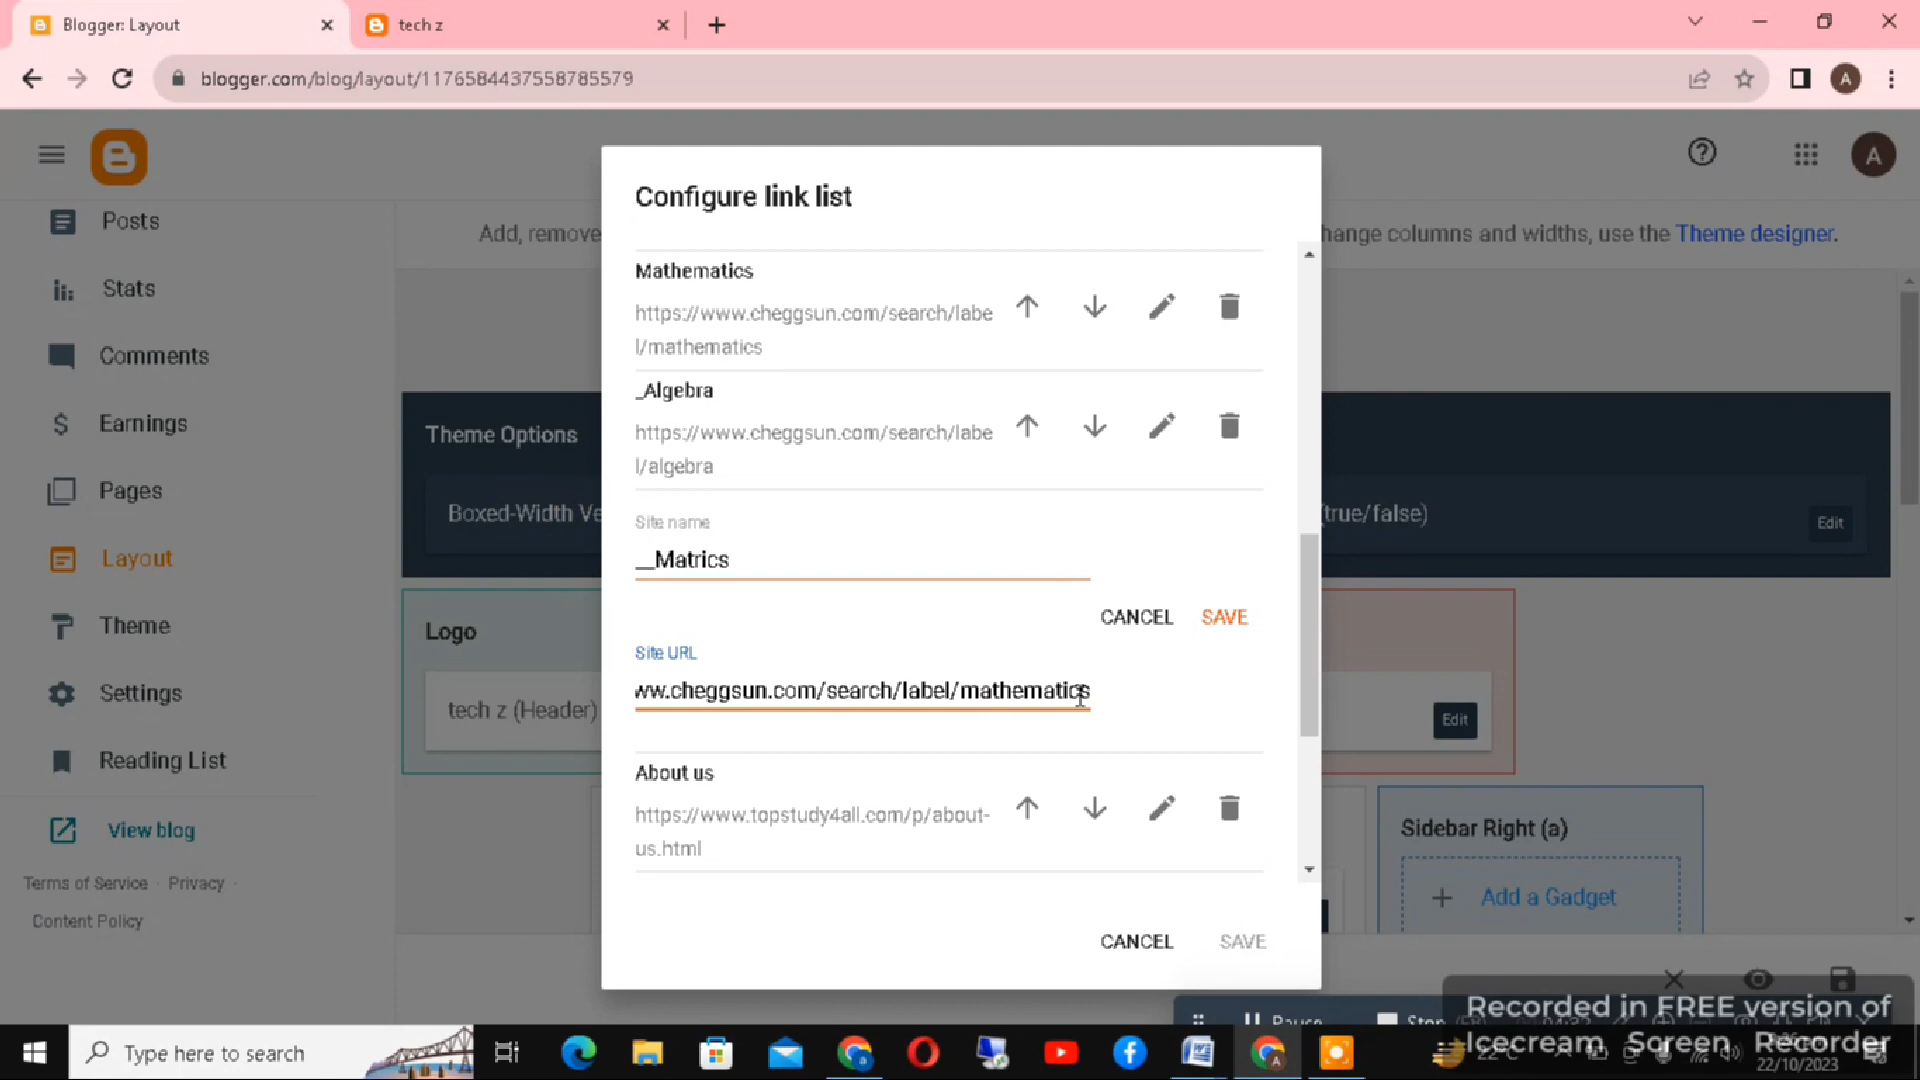 Blogger: Layout
tech z
blogger.com/blog/layout/1176584437558785579
A
A
Posts
Stats
Comments
Earnings
Pages
Layout
Theme
Settings
Reading List
View blog
Terms of Service · Privacy ·
Content Policy
Add, remove
hange columns and widths, use the Theme designer.
Theme Options
Boxed-Width Ve
(true/false)
Edit
Logo
tech z (Header)
Edit
Sidebar Right (a)
Add a Gadget
Configure link list
Mathematics
https://www.cheggsun.com/search/labe
l/mathematics
_Algebra
https://www.cheggsun.com/search/labe
l/algebra
Site name
__Matrics
CANCEL SAVE
Site URL
ww.cheggsun.com/search/label/mathematics
About us
https://www.topstudy4all.com/p/about-
us.html
CANCEL SAVE
Pause
Stop
Recorded in FREE version of
Icecream Screen Recorder
Type here to search
22°C
22/10/2023